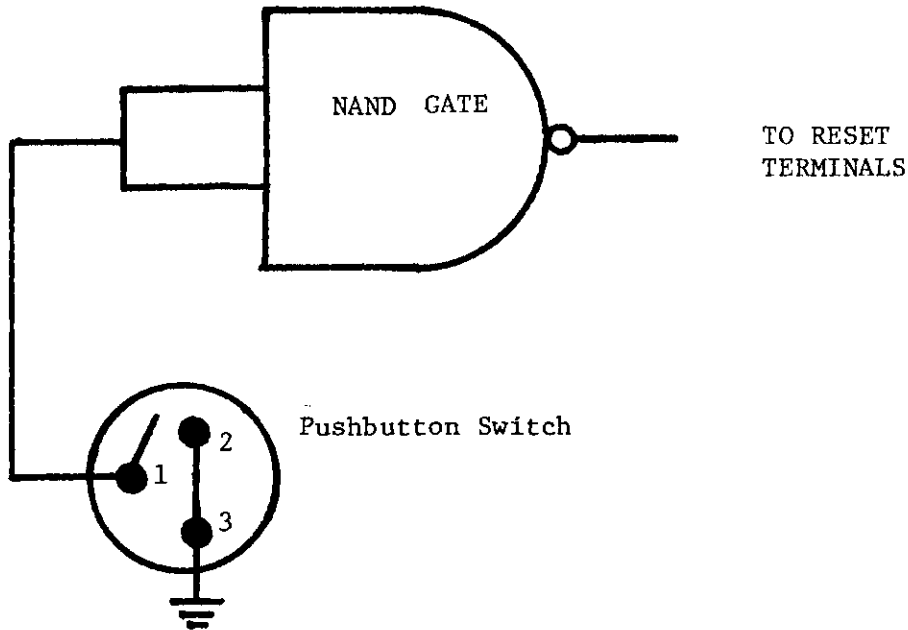 NAND GATE
TO RESET
TERMINALS
Pushbutton Switch
2
1
3